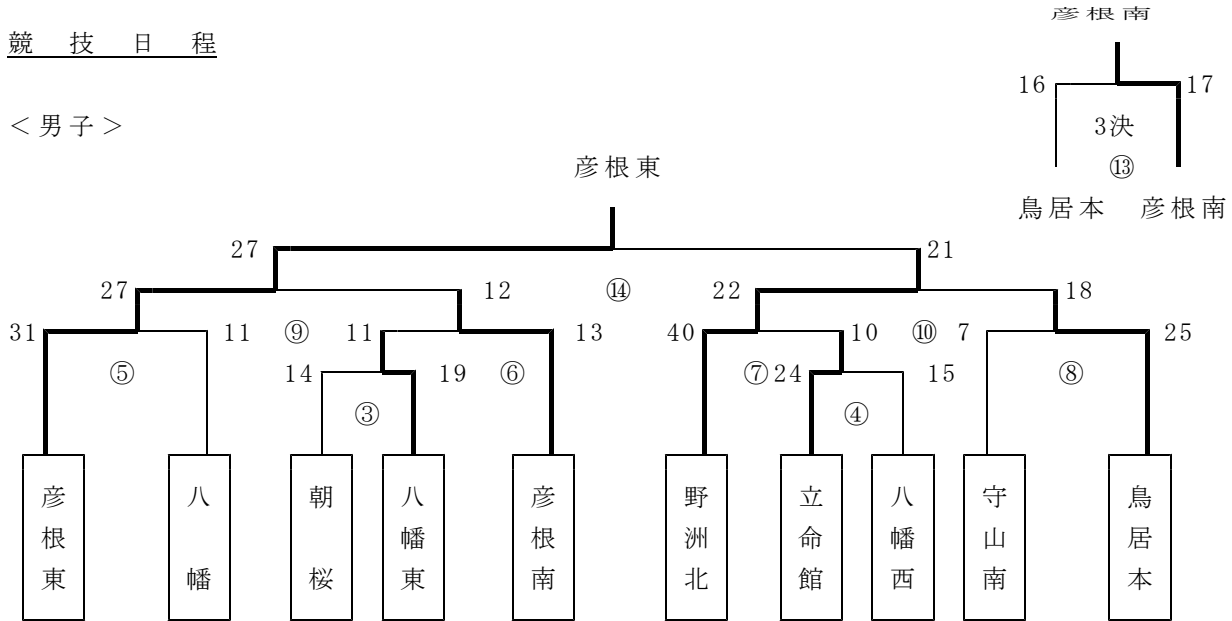 彦根南
競技日程
16 17
<男子>
3決
彦根東
⑬
鳥居本 彦根南
27 21
27 12 ⑭ 22 18
31 11 ⑨ 11 13 40 10 ⑩ 7 25
⑤ 14 19 ⑥ ⑦ 24 15 ⑧
③ ④
彦根東
八幡
朝桜
八幡東
彦根南
野洲北
立命館
八幡西
守山南
鳥居本